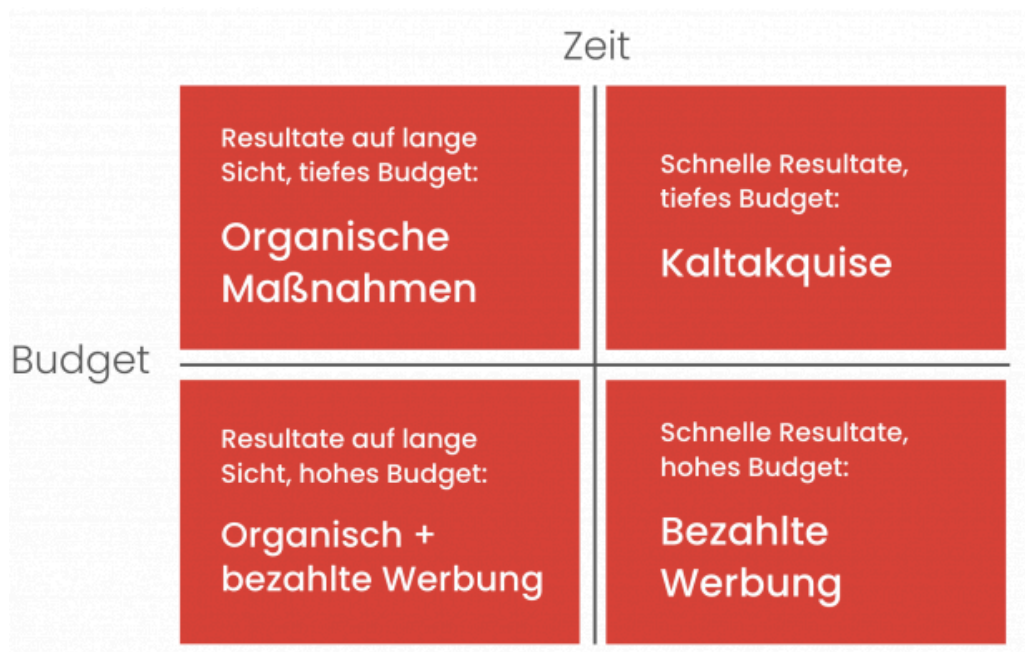 Zeit
Resultate auf lange
Sicht, tiefes Budget:
Organische
Maßnahmen
Schnelle Resultate,
tiefes Budget:
Kaltakquise
Budget
Resultate auf lange
Sicht, hohes Budget:
Organisch +
bezahlte Werbung
Schnelle Resultate,
hohes Budget:
Bezahlte
Werbung